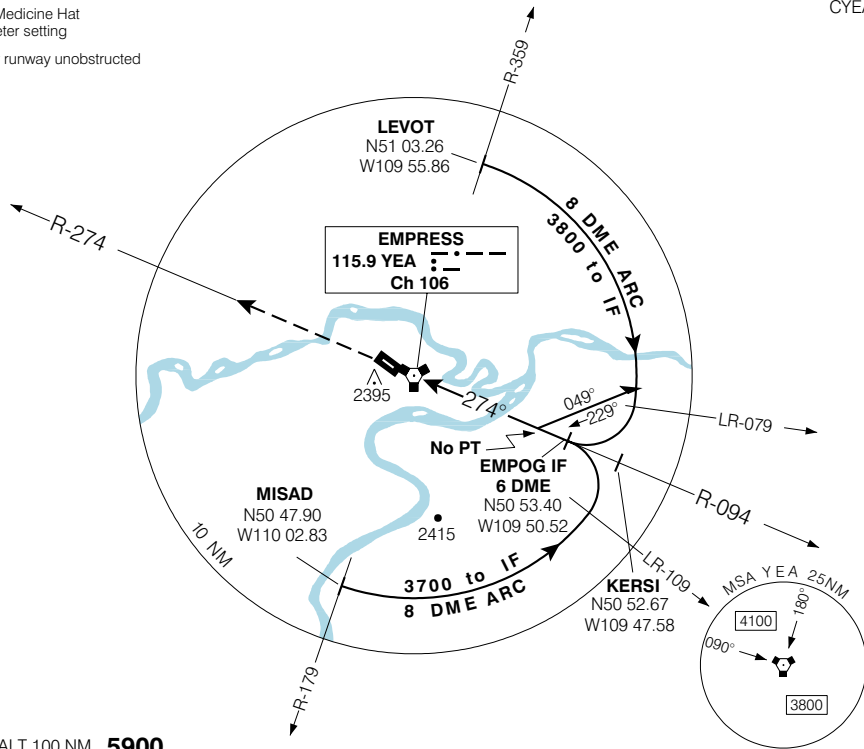 Medicine Hat
eter setting
runway unobstructed
CYEA
R-359
LEVOT
N51 03.26
W109 55.86
8 DME ARC
3800 to IF
R-274
EMPRESS
115.9 YEA
Ch 106
2395
274°
049°
229°
LR-079
No PT
EMPOG IF
6 DME
N50 53.40
W109 50.52
R-094
MISAD
N50 47.90
W110 02.83
2415
10 NM
3700 to IF
8 DME ARC
LR-109
KERSI
N50 52.67
W109 47.58
R-179
MSA YEA 25NM
4100
180°
090°
3800
ALT 100 NM 5900